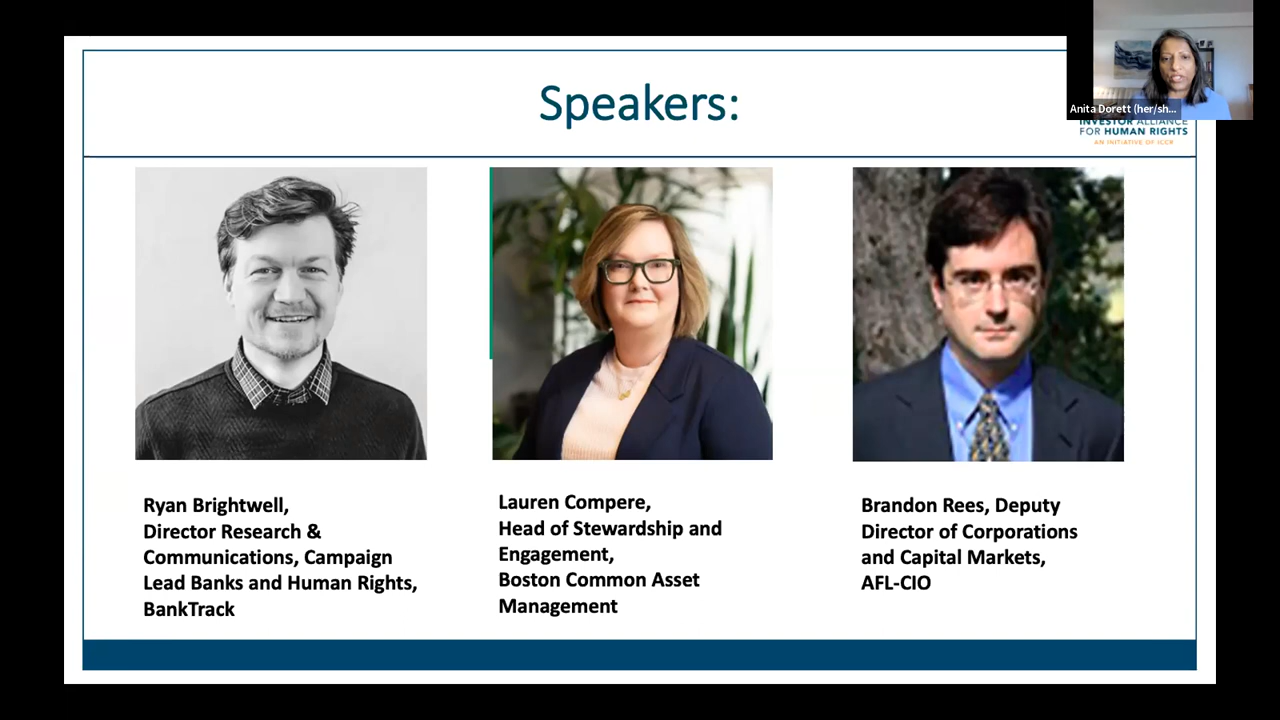 Speakers:
Anita Dorett (her/sh...
INVESTOR ALLIANCE
FOR HUMAN RIGHTS
AN INITIATIVE OF ICCR
Ryan Brightwell,
Director Research &
Communications, Campaign
Lead Banks and Human Rights,
BankTrack
Lauren Compere,
Head of Stewardship and
Engagement,
Boston Common Asset
Management
Brandon Rees, Deputy
Director of Corporations
and Capital Markets,
AFL-CIO